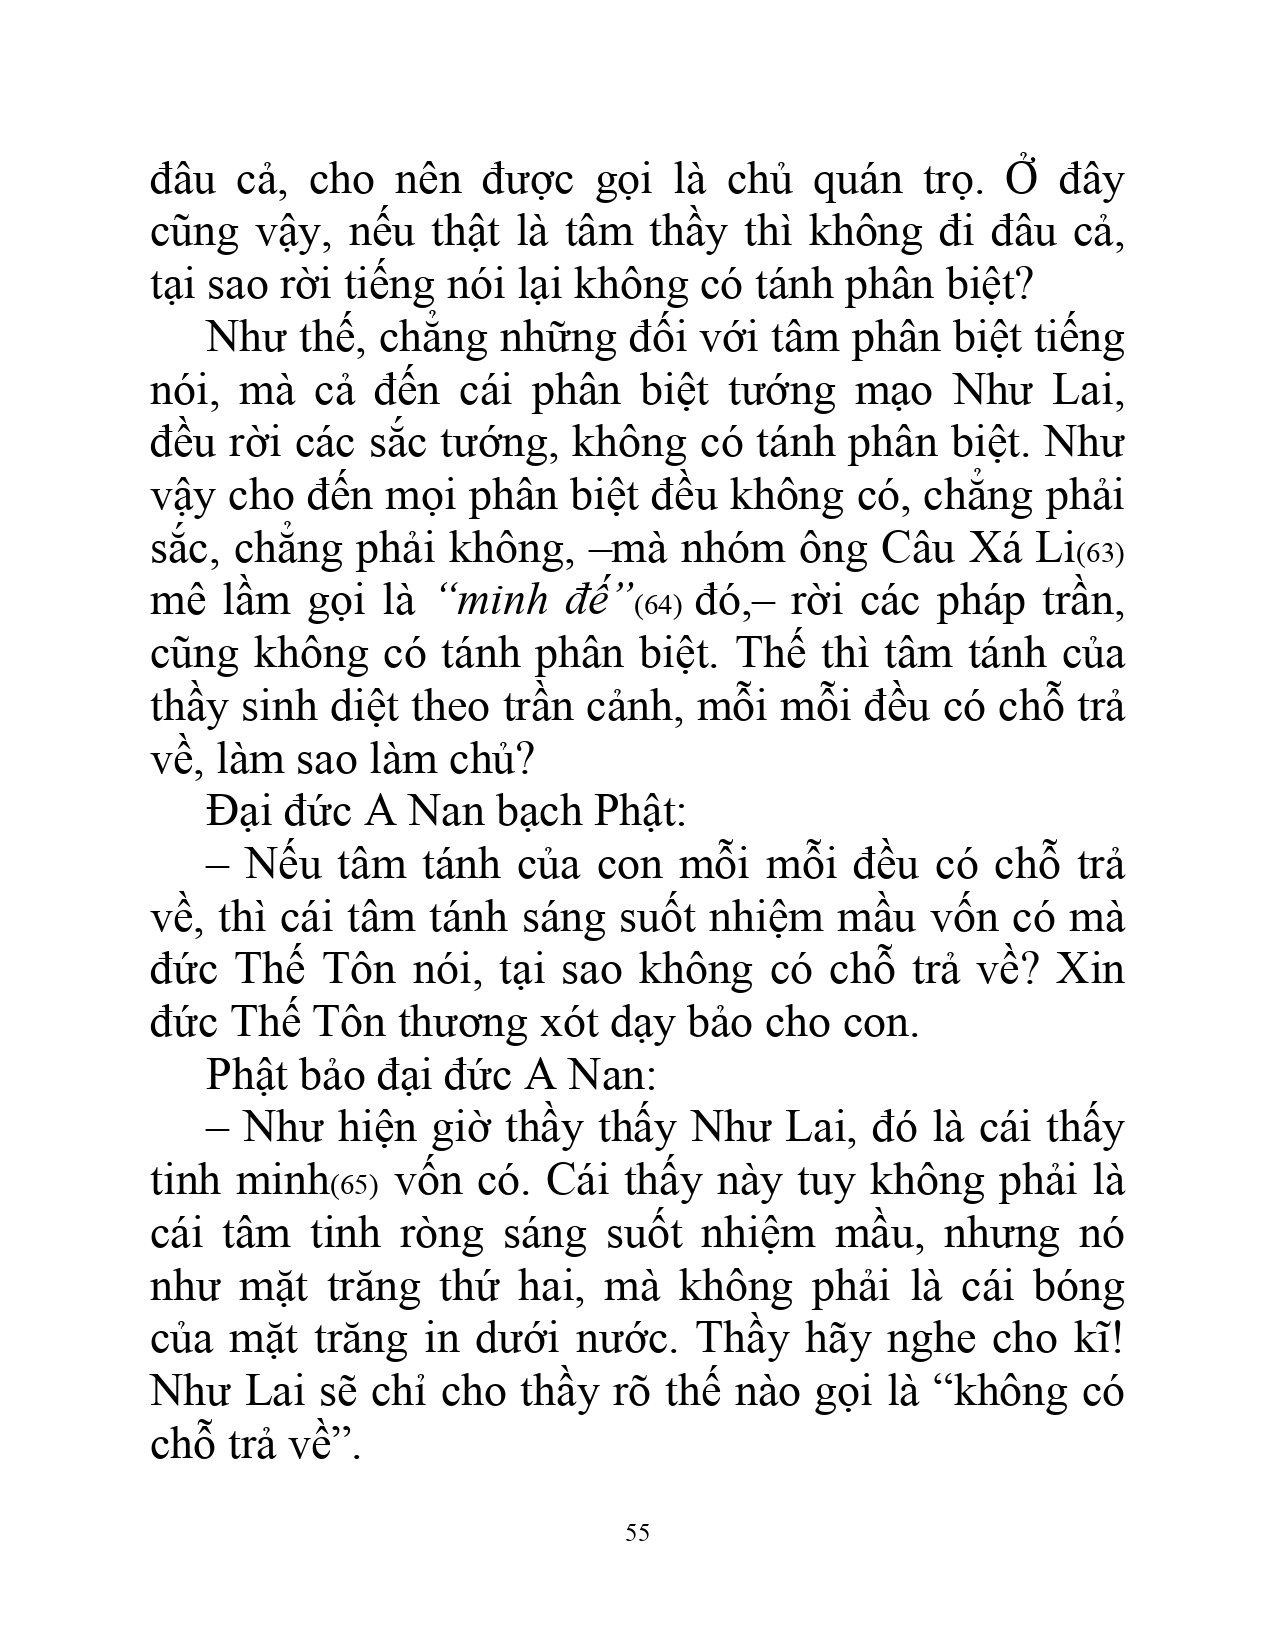 đâu cả, cho nên được gọi là chủ quán trọ. Ở đây
cũng vậy, nếu thật là tâm thầy thì không đi đâu cả,
tại sao rời tiếng nói lại không có tánh phân biệt?
Như thế, chẳng những đối với tâm phân biệt tiếng
nói, mà cả đến cái phân biệt tướng mạo Như Lai,
đều rời các sắc tướng, không có tánh phân biệt. Như
vậy cho đến mọi phân biệt đều không có, chẳng phải
sắc, chẳng phải không, –mà nhóm ông Câu Xá Li(63)
mê lầm gọi là “minh đế”(64) đó,– rời các pháp trần,
cũng không có tánh phân biệt. Thế thì tâm tánh của
thầy sinh diệt theo trần cảnh, mỗi mỗi đều có chỗ trả
về, làm sao làm chủ?
Đại đức A Nan bạch Phật:
– Nếu tâm tánh của con mỗi mỗi đều có chỗ trả
về, thì cái tâm tánh sáng suốt nhiệm mầu vốn có mà
đức Thế Tôn nói, tại sao không có chỗ trả về? Xin
đức Thế Tôn thương xót dạy bảo cho con.
Phật bảo đại đức A Nan:
– Như hiện giờ thầy thấy Như Lai, đó là cái thấy
tinh minh(65) vốn có. Cái thấy này tuy không phải là
cái tâm tinh ròng sáng suốt nhiệm mầu, nhưng nó
như mặt trăng thứ hai, mà không phải là cái bóng
của mặt trăng in dưới nước. Thầy hãy nghe cho kĩ!
Như Lai sẽ chỉ cho thầy rõ thế nào gọi là “không có
chỗ trả về”.
55